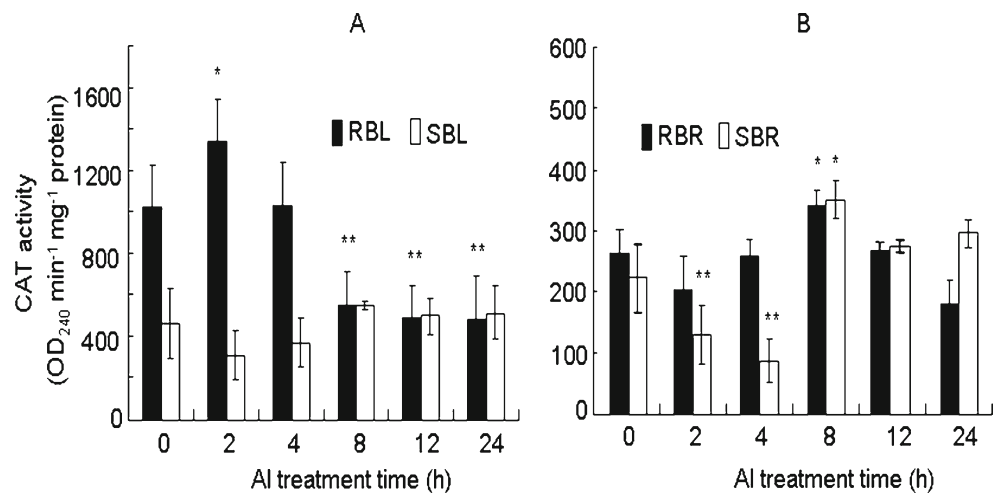 A
CAT activity
(OD240 min-1 mg-1 protein)
1600
1200
800
400
0
*
**
**
**
RBL SBL
0 2 4 8 12 24
Al treatment time (h)
B
600
500
400
300
200
100
0
RBR SBR
**
**
* *
0 2 4 8 12 24
Al treatment time (h)